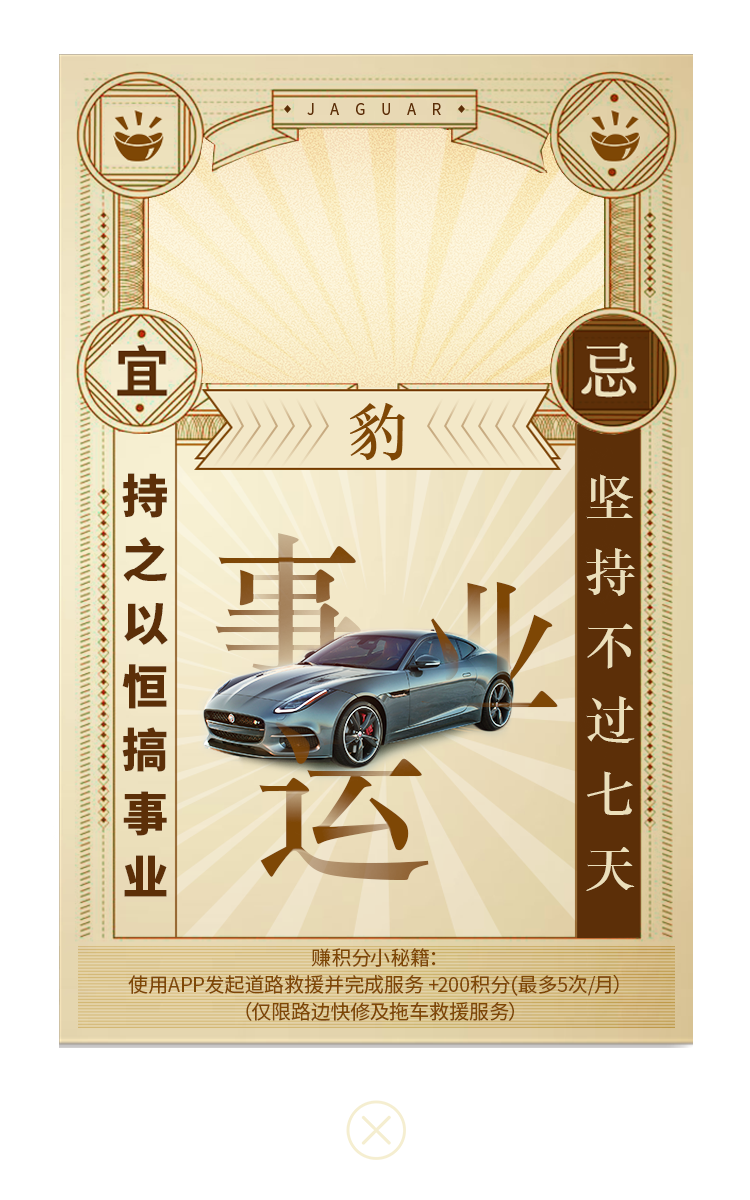 JAGUAR
宜
忌
豹
持之以恒搞事业
坚持不过七天
事业
运
赚积分小秘籍：
使用APP发起道路救援并完成服务 +200积分(最多5次/月)
(仅限路边快修及拖车救援服务)